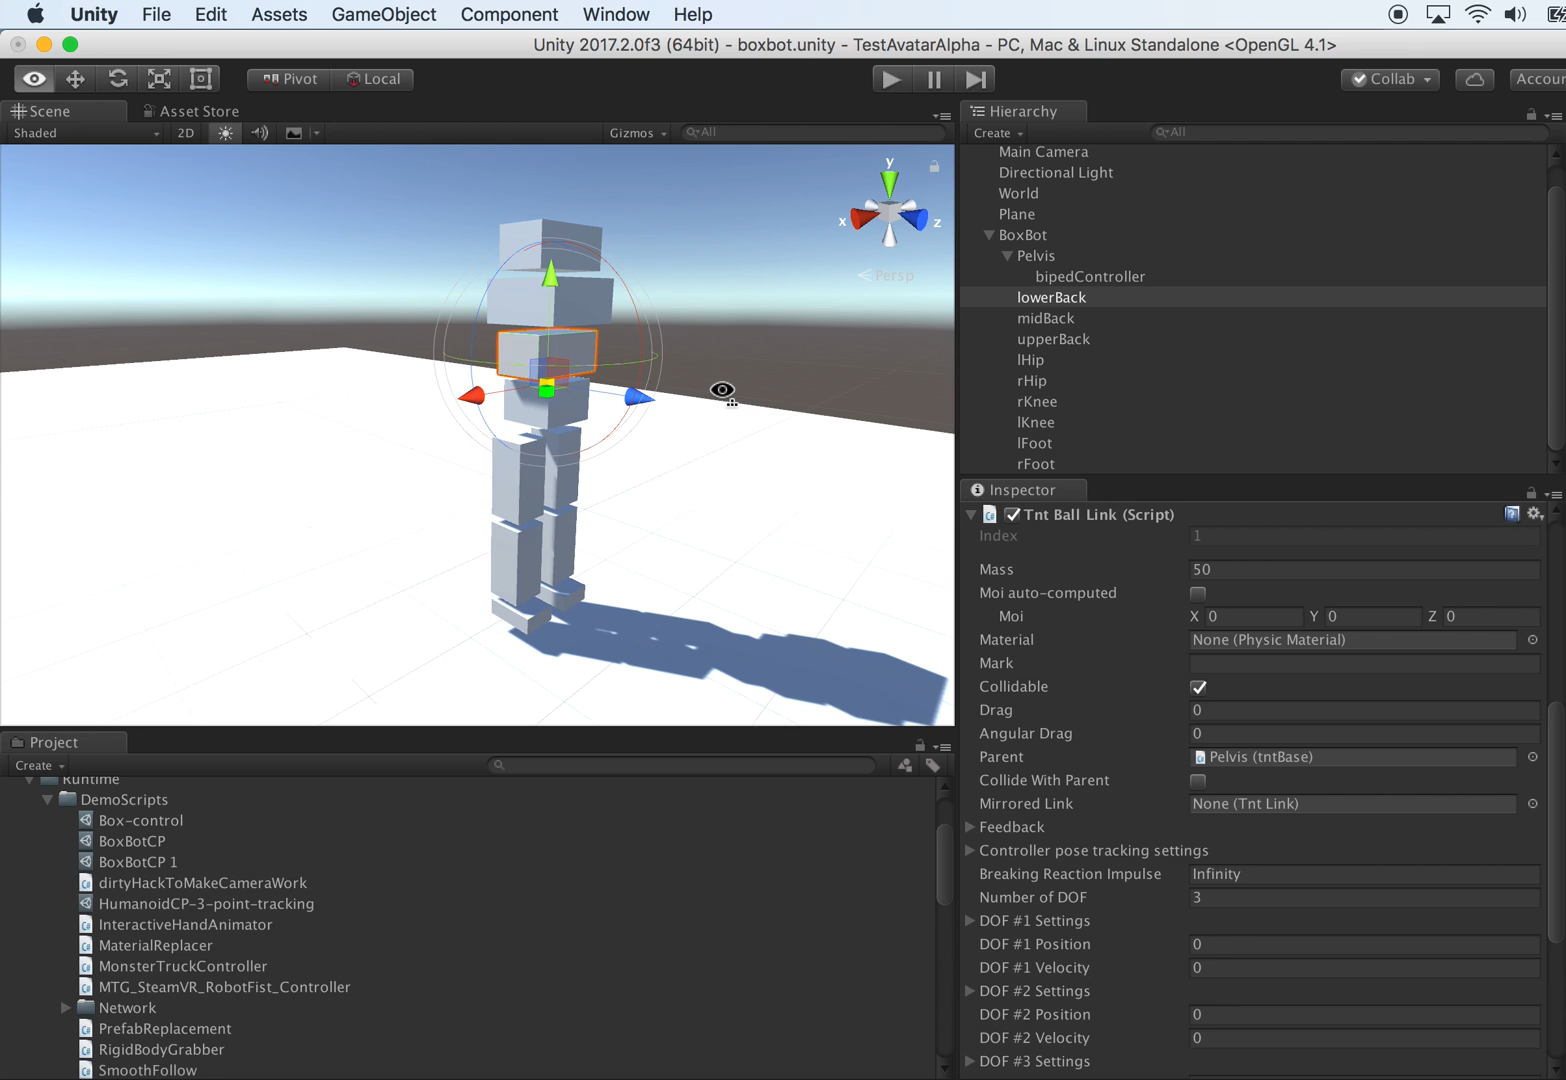 Unity File Edit Assets GameObject Component Window Help
Unity 2017.2.0f3 (64bit) - boxbot.unity - TestAvatarAlpha - PC, Mac & Linux Standalone <OpenGL 4.1>
Pivot Local Collab Accour
Scene Asset Store
Shaded 2D Gizmos All
y
x z
Persp
Hierarchy
Create All
Main Camera
Directional Light
World
Plane
BoxBot
Pelvis
bipedController
lowerBack
midBack
upperBack
lHip
rHip
rKnee
lKnee
lFoot
rFoot
Inspector
Tnt Ball Link (Script)
Index 1
Mass 50
Moi auto-computed
Moi X 0 Y 0 Z 0
Material None (Physic Material)
Mark
Collidable
Drag 0
Angular Drag 0
Parent Pelvis (tntBase)
Collide With Parent
Mirrored Link None (Tnt Link)
Feedback
Controller pose tracking settings
Breaking Reaction Impulse Infinity
Number of DOF 3
DOF #1 Settings
DOF #1 Position 0
DOF #1 Velocity 0
DOF #2 Settings
DOF #2 Position 0
DOF #2 Velocity 0
DOF #3 Settings
Project
Create
Runtime
DemoScripts
Box-control
BoxBotCP
BoxBotCP 1
dirtyHackToMakeCameraWork
HumanoidCP-3-point-tracking
InteractiveHandAnimator
MaterialReplacer
MonsterTruckController
MTG_SteamVR_RobotFist_Controller
Network
PrefabReplacement
RigidBodyGrabber
SmoothFollow